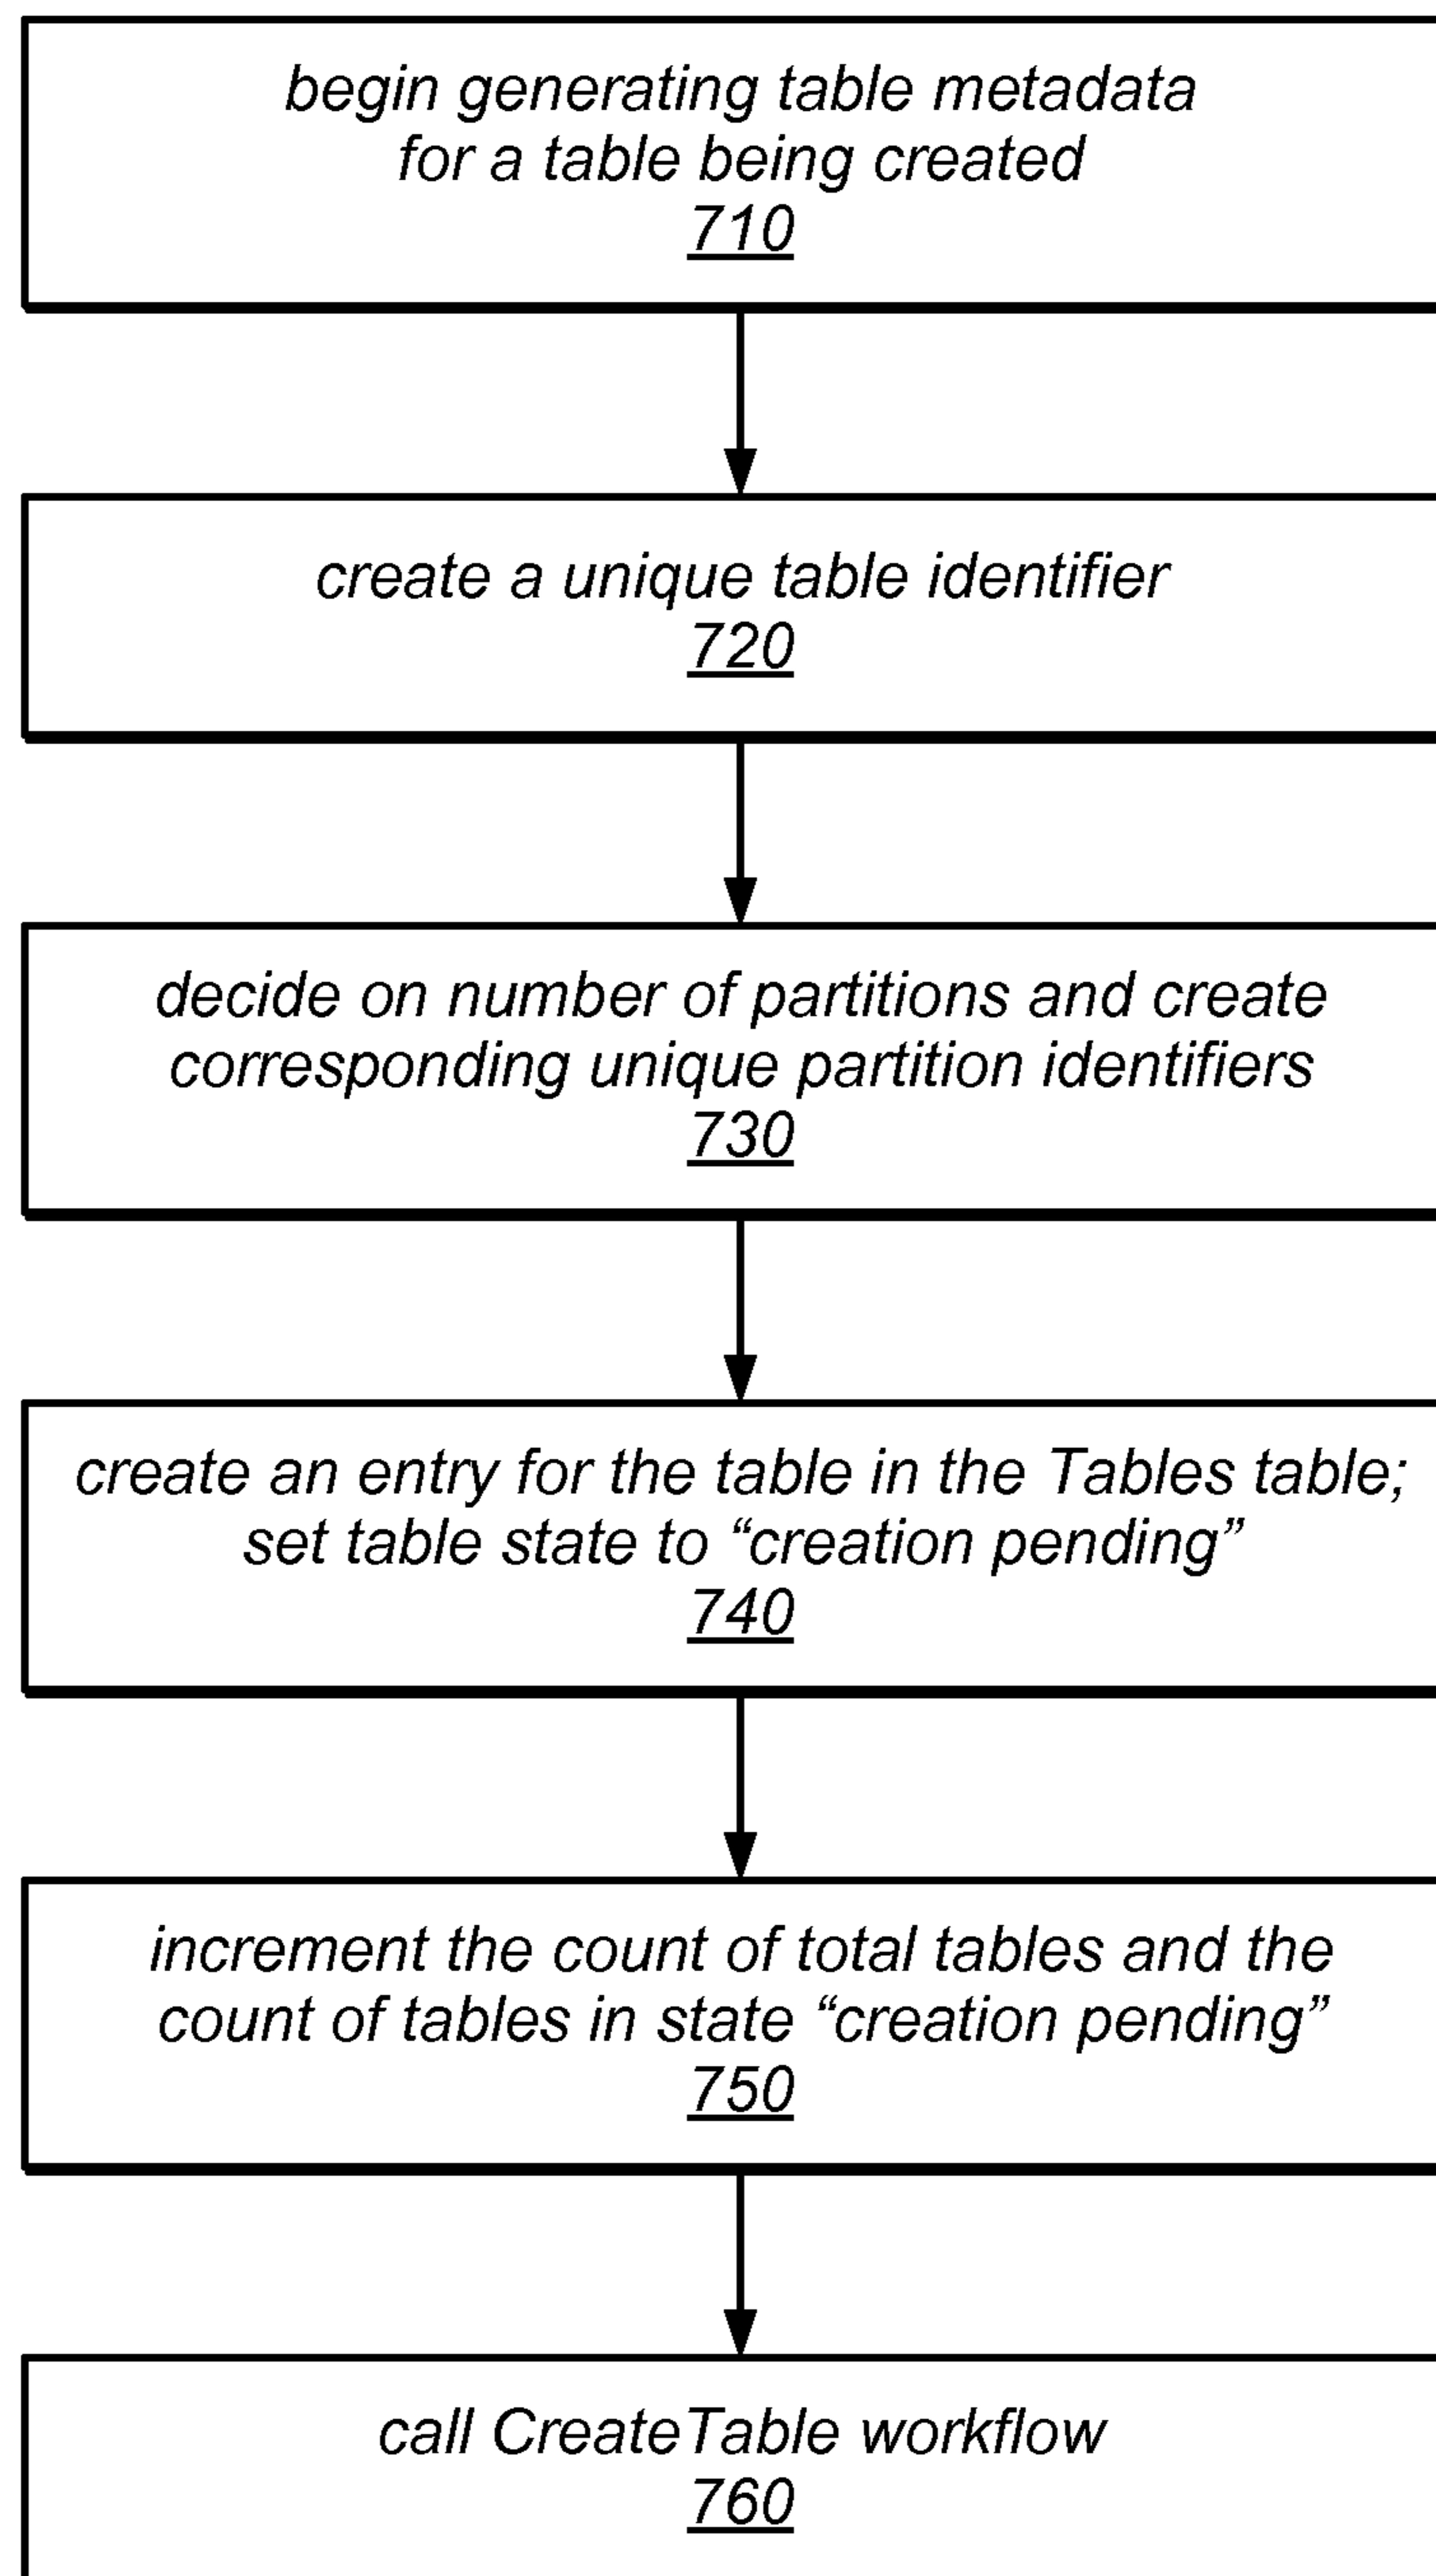 begin generating table metadata
for a table being created
710
create a unique table identifier
720
decide on number of partitions and create
corresponding unique partition identifiers
730
create an entry for the table in the Tables table;
set table state to “creation pending”
740
increment the count of total tables and the
count of tables in state “creation pending”
750
call CreateTable workflow
760